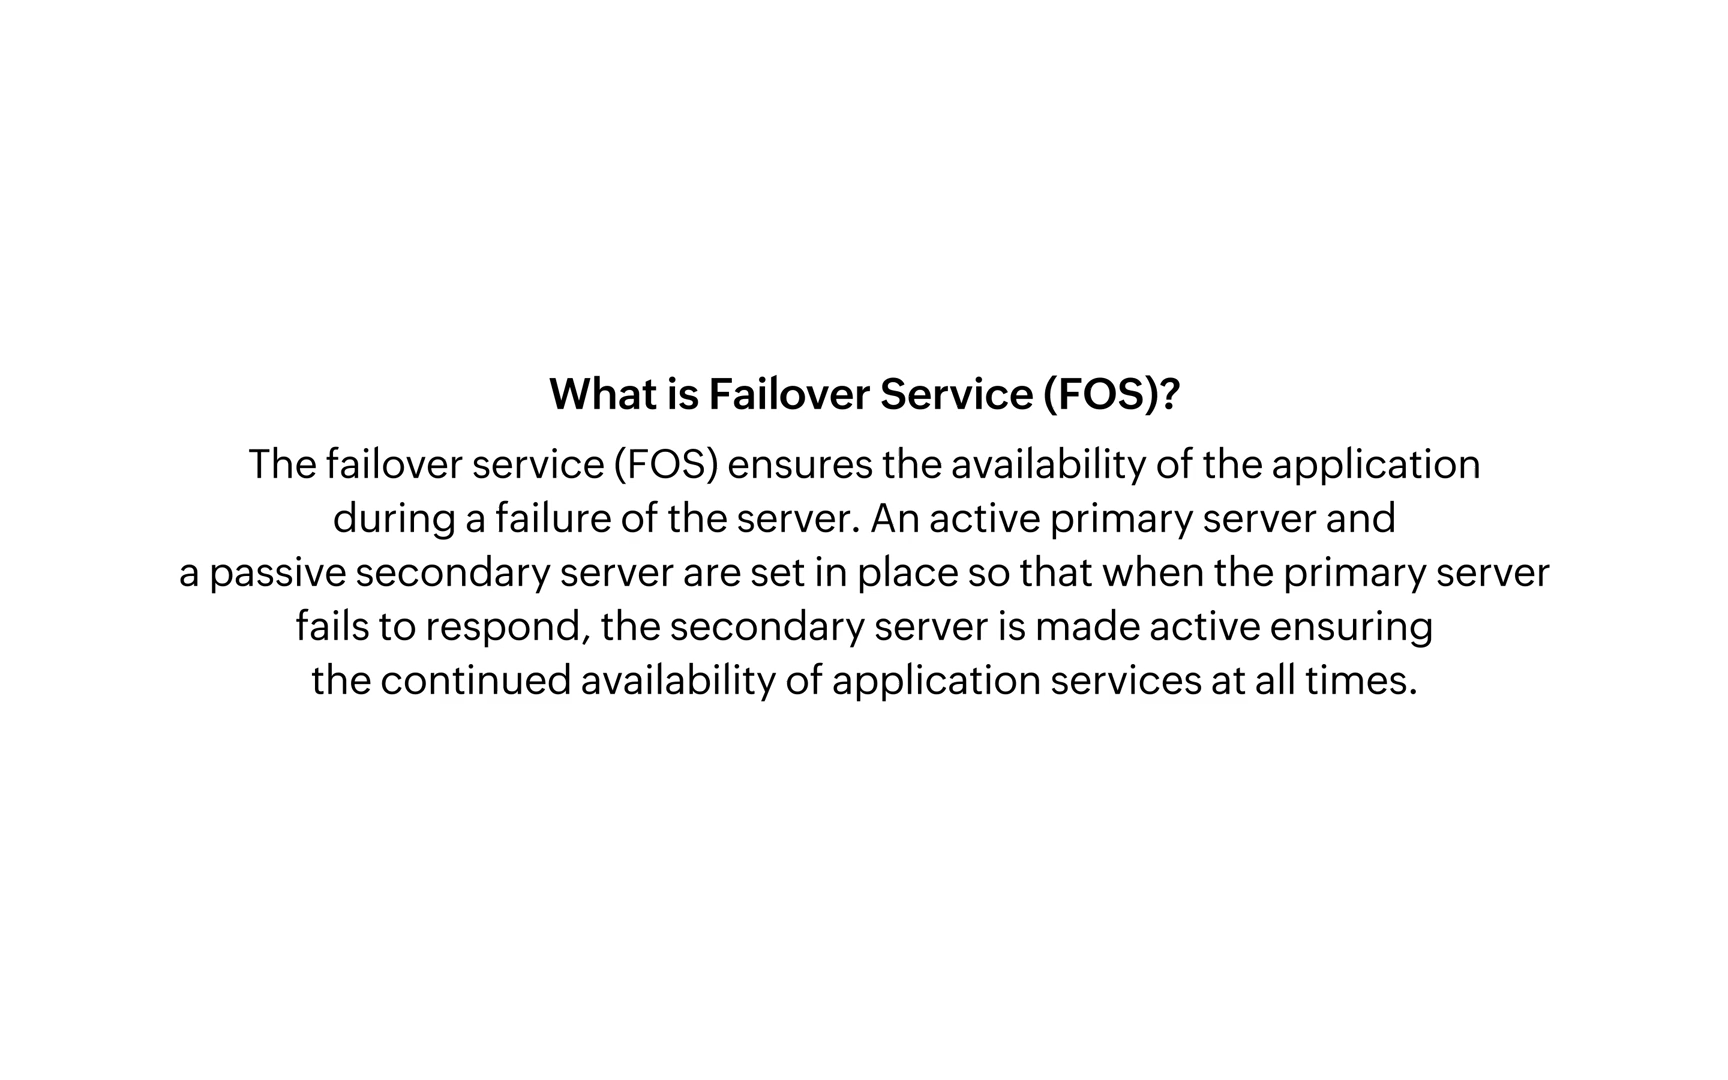 What is Failover Service (FOS)?
The failover service (FOS) ensures the availability of the application
during a failure of the server. An active primary server and
a passive secondary server are set in place so that when the primary server
fails to respond, the secondary server is made active ensuring
the continued availability of application services at all times.